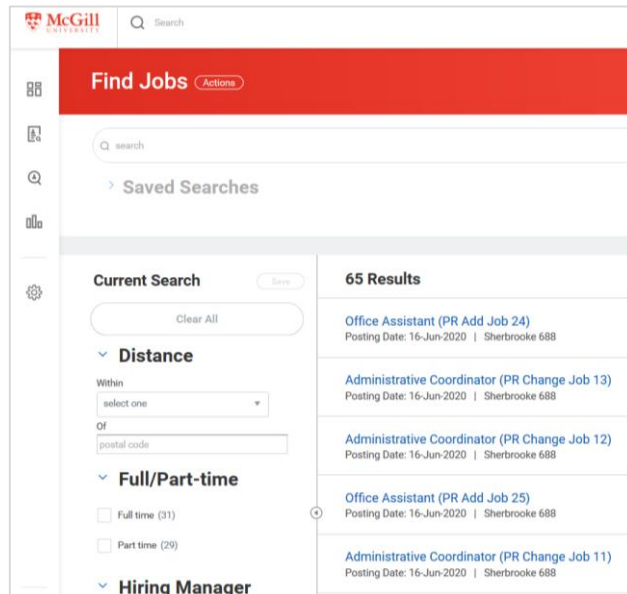 McGill
UNIVERSITY
Search
Find Jobs Actions
search
Saved Searches
Current Search Save
Clear All
Distance
Within
select one
Of
postal code
Full/Part-time
Full time (31)
Part time (29)
Hiring Manager
65 Results
Office Assistant (PR Add Job 24)
Posting Date: 16-Jun-2020 | Sherbrooke 688
Administrative Coordinator (PR Change Job 13)
Posting Date: 16-Jun-2020 | Sherbrooke 688
Administrative Coordinator (PR Change Job 12)
Posting Date: 16-Jun-2020 | Sherbrooke 688
Office Assistant (PR Add Job 25)
Posting Date: 16-Jun-2020 | Sherbrooke 688
Administrative Coordinator (PR Change Job 11)
Posting Date: 16-Jun-2020 | Sherbrooke 688